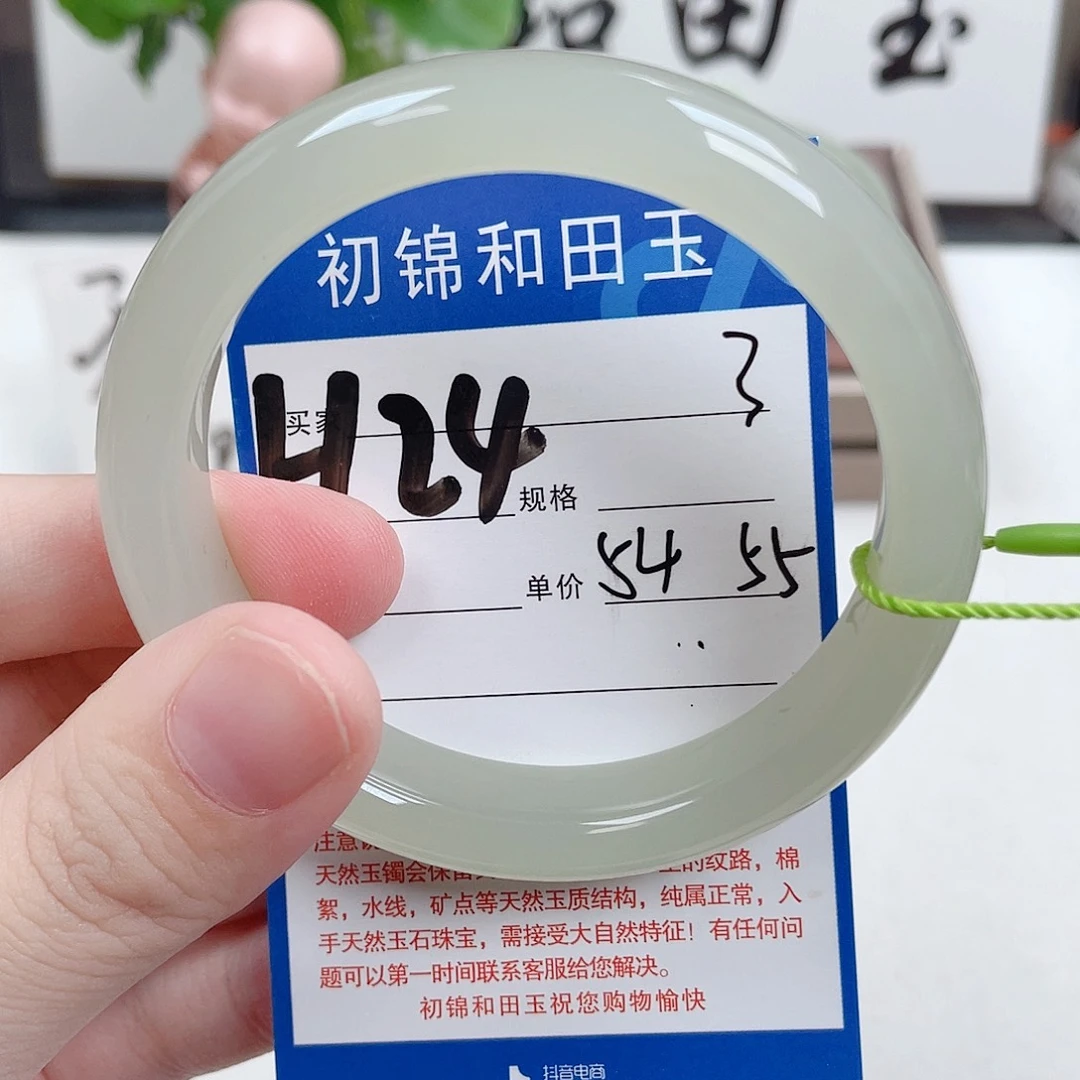 田玉
初锦和田玉
3
买家
H24.
规格
单价 54 55
天然玉镯会保留
的纹路，棉
絮，水线，矿点等天然玉质结构，纯属正常，入
手天然玉石珠宝，需接受大自然特征！有任何问
题可以第一时间联系客服给您解决。
初锦和田玉祝您购物愉快
抖音电商